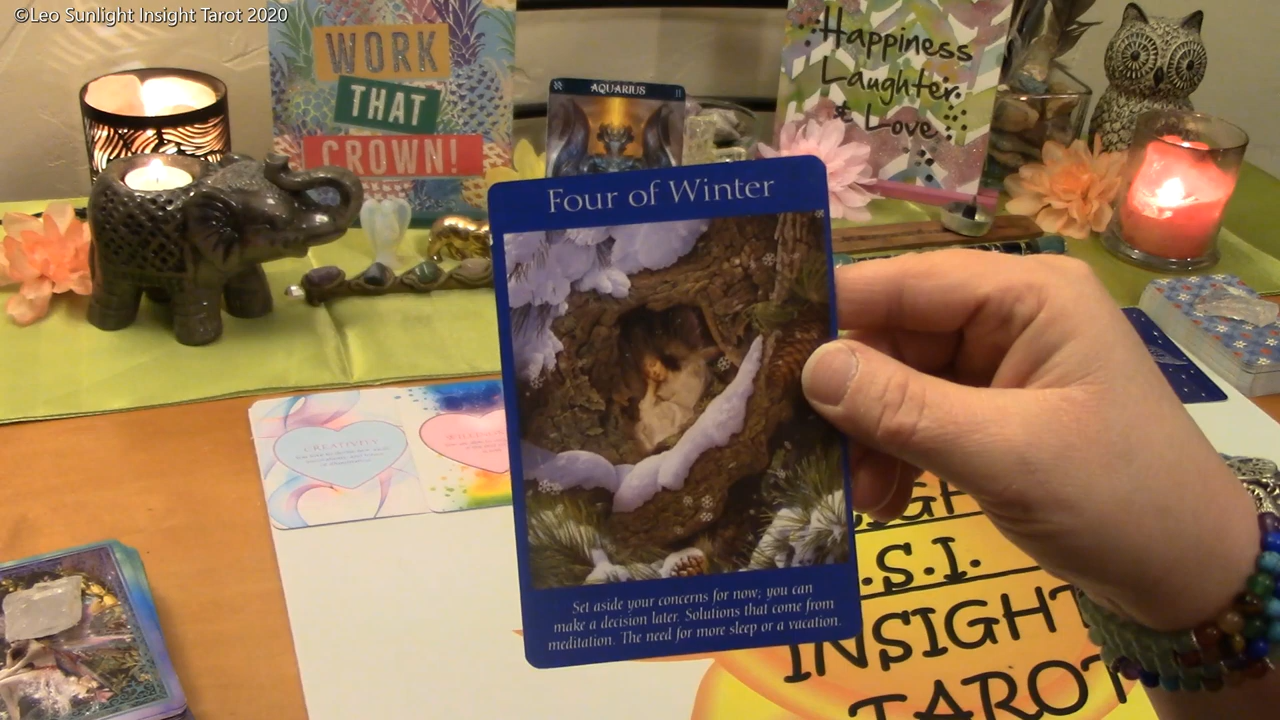 ©Leo Sunlight Insight Tarot 2020
WORK
THAT
CROWN!
AQUARIUS
II
Happiness
Laughter
& Love
Four of Winter
CREATIVITY
Set aside your concerns for now; you can
make a decision later. Solutions that come from
meditation. The need for more sleep or a vacation.
.S.I.
INSIGHT
TAROT